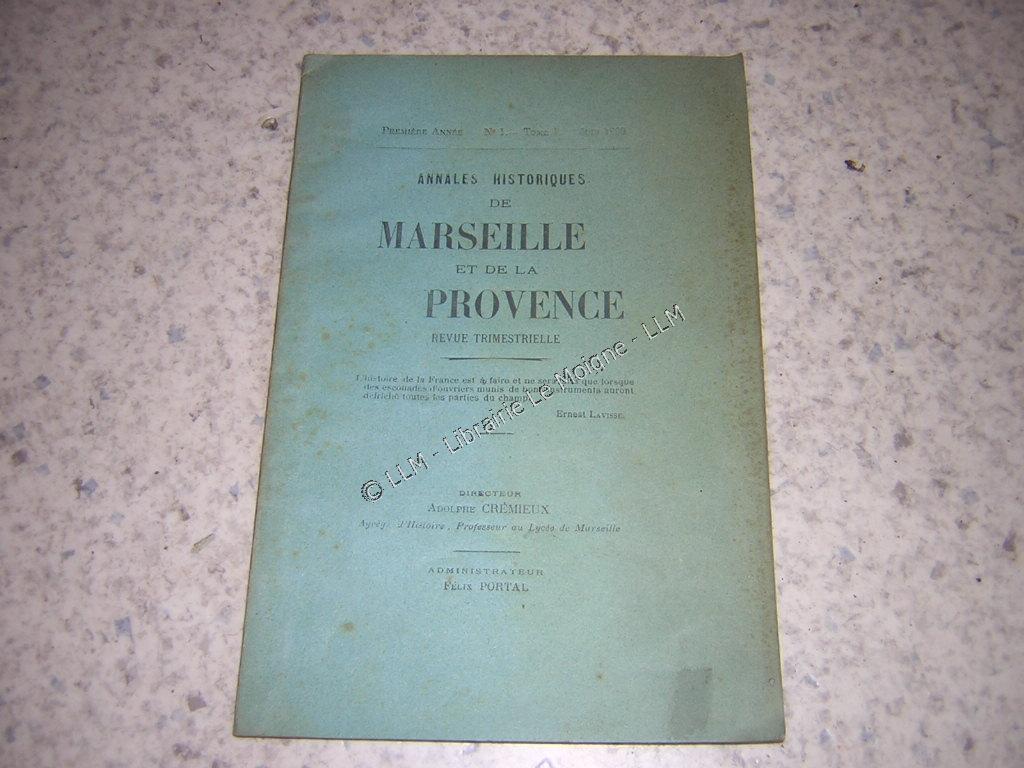 PREMIÈRE ANNÉE Nº 1. — TOME
ANNALES HISTORIQUES
DE
MARSEILLE
ET DE LA
PROVENCE
REVUE TRIMESTRIELLE
L'histoire de la France est à faire et ne sera que lorsque
des escouades d'ouvriers munis de bons instruments auront
défriché toutes les parties du champ
Ernest LAVISSE.
DIRECTEUR
ADOLPHE CRÉMIEUX
Agrégé d'Histoire, Professeur au Lycée de Marseille
ADMINISTRATEUR
FÉLIX PORTAL
© LLM - Librairie Le Moigne - LLM